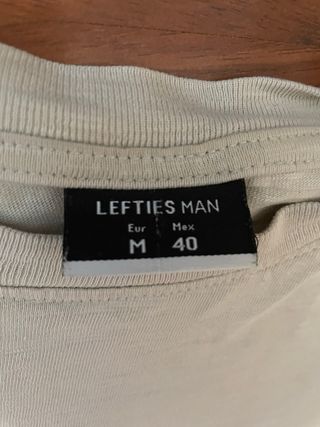 LEFTIES MAN
Eur Mex
M 40